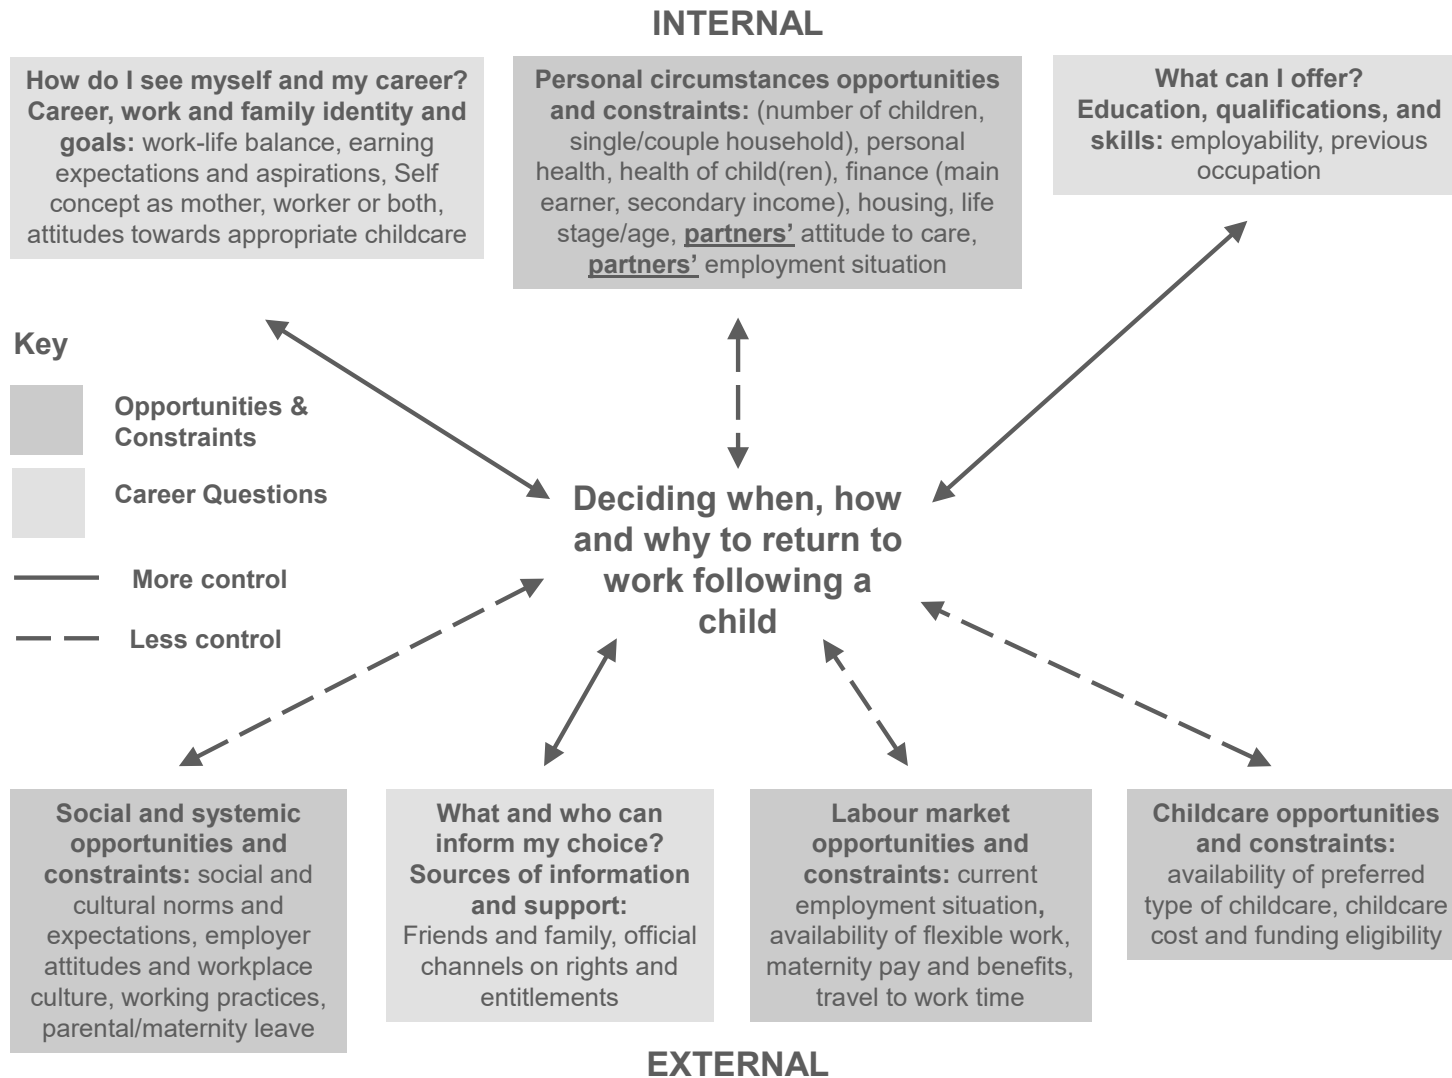 INTERNAL
How do I see myself and my career?
Career, work and family identity and
goals: work-life balance, earning
expectations and aspirations, Self
concept as mother, worker or both,
attitudes towards appropriate childcare
Personal circumstances opportunities
and constraints: (number of children,
single/couple household), personal
health, health of child(ren), finance (main
earner, secondary income), housing, life
stage/age, partners’ attitude to care,
partners’ employment situation
What can I offer?
Education, qualifications, and
skills: employability, previous
occupation
Key
Opportunities &
Constraints
Career Questions
More control
Less control
Deciding when, how
and why to return to
work following a
child
Social and systemic
opportunities and
constraints: social and
cultural norms and
expectations, employer
attitudes and workplace
culture, working practices,
parental/maternity leave
What and who can
inform my choice?
Sources of information
and support:
Friends and family, official
channels on rights and
entitlements
Labour market
opportunities and
constraints: current
employment situation,
availability of flexible work,
maternity pay and benefits,
travel to work time
Childcare opportunities
and constraints:
availability of preferred
type of childcare, childcare
cost and funding eligibility
EXTERNAL